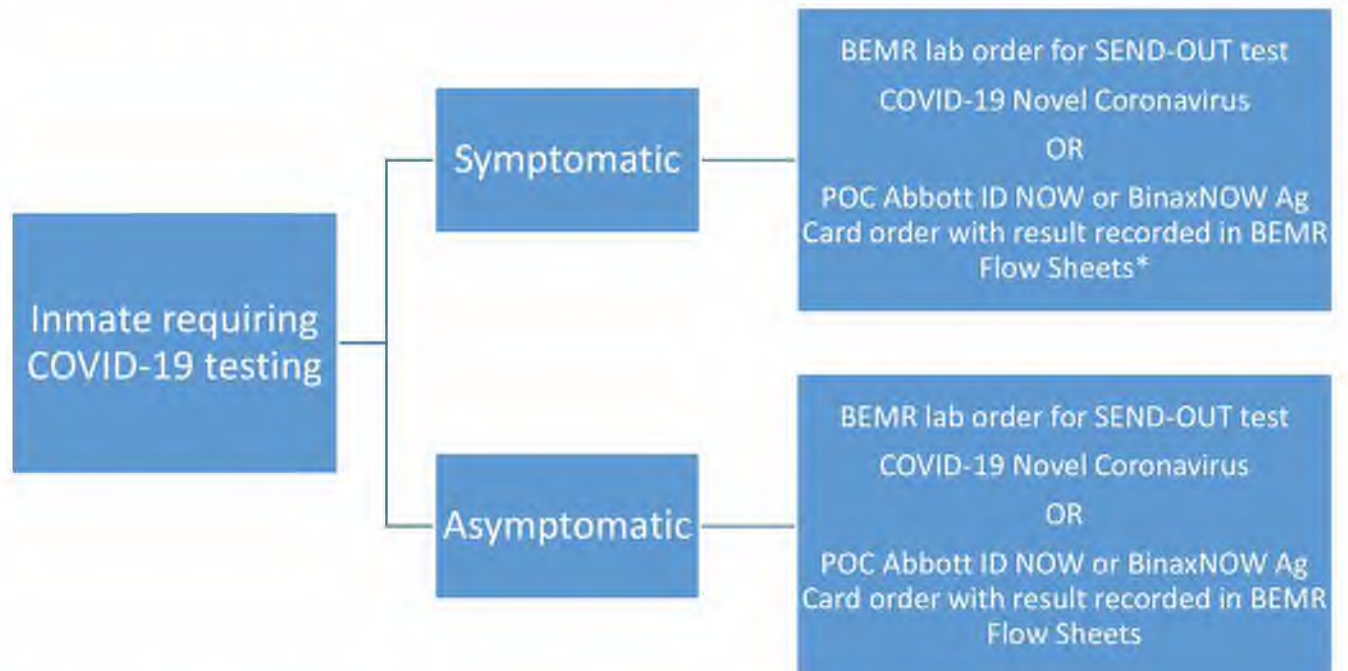 Inmate requiring
COVID-19 testing
Symptomatic
BEMR lab order for SEND-OUT test
COVID-19 Novel Coronavirus
OR
POC Abbott ID NOW or BinaxNOW Ag
Card order with result recorded in BEMR
Flow Sheets*
Asymptomatic
BEMR lab order for SEND-OUT test
COVID-19 Novel Coronavirus
OR
POC Abbott ID NOW or BinaxNOW Ag
Card order with result recorded in BEMR
Flow Sheets